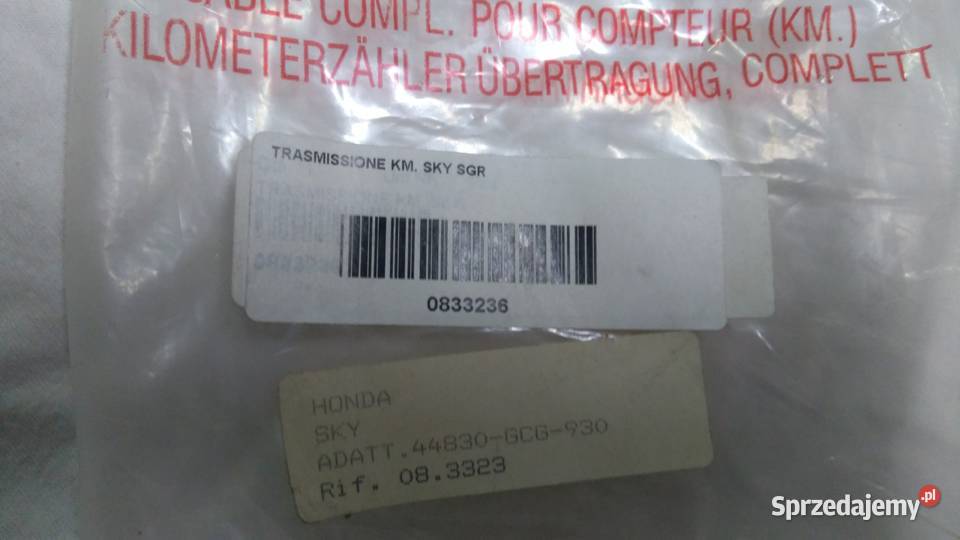 CABLE COMPL. POUR COMPTEUR (KM.)
KILOMETERZÄHLER ÜBERTRAGUNG, COMPLETT
TRASMISSIONE KM. SKY SGR
0833236
HONDA
SKY
ADATT.44830-GCG-930
Rif. 08.3323
Sprzedajemy.pl